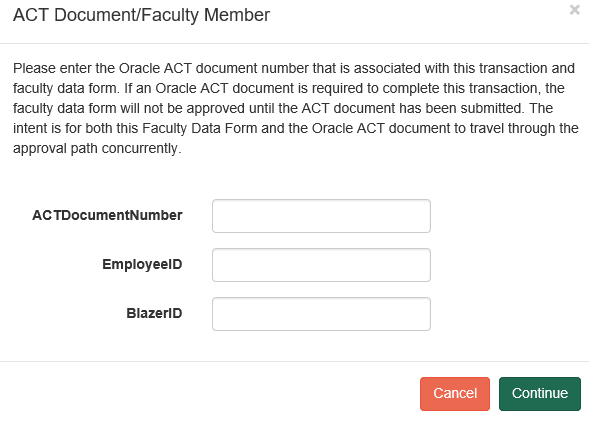 ACT Document/Faculty Member
×
Please enter the Oracle ACT document number that is associated with this transaction and
faculty data form. If an Oracle ACT document is required to complete this transaction, the
faculty data form will not be approved until the ACT document has been submitted. The
intent is for both this Faculty Data Form and the Oracle ACT document to travel through the
approval path concurrently.
ACTDocumentNumber
EmployeeID
BlazerID
Cancel Continue